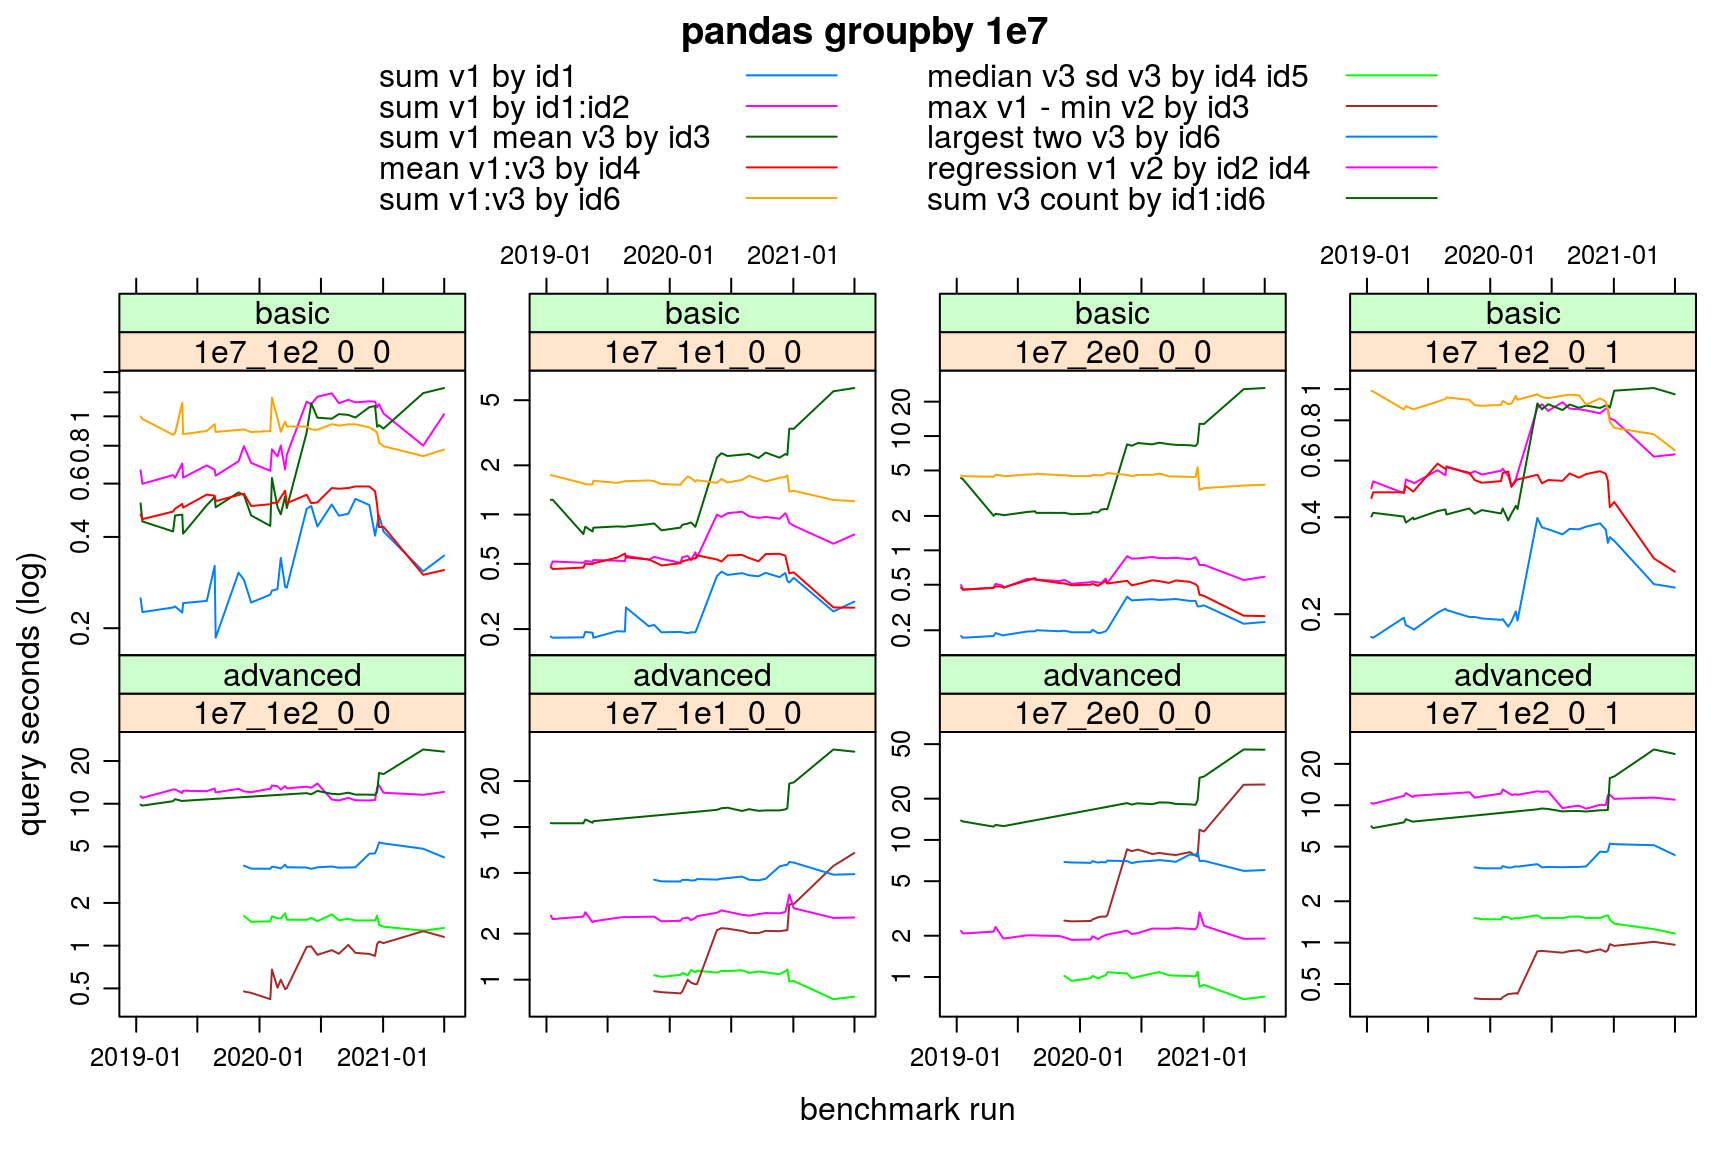 pandas groupby 1e7
sum v1 by id1
sum v1 by id1:id2
sum v1 mean v3 by id3
mean v1:v3 by id4
sum v1:v3 by id6
median v3 sd v3 by id4 id5
max v1 - min v2 by id3
largest two v3 by id6
regression v1 v2 by id2 id4
sum v3 count by id1:id6
2019-01 2020-01 2021-01
2019-01 2020-01 2021-01
basic basic basic basic
1e7_1e2_0_0 1e7_1e1_0_0 1e7_2e0_0_0 1e7_1e2_0_1
0.2 0.4 0.6 0.8 1
0.2 0.5 1 2 5
0.2 0.5 1 2 5 10 20
0.2 0.4 0.6 0.8 1
advanced advanced advanced advanced
1e7_1e2_0_0 1e7_1e1_0_0 1e7_2e0_0_0 1e7_1e2_0_1
0.5 1 2 5 10 20
1 2 5 10 20
1 2 5 10 20 50
0.5 1 2 5 10 20
query seconds (log)
2019-01 2020-01 2021-01
2019-01 2020-01 2021-01
benchmark run